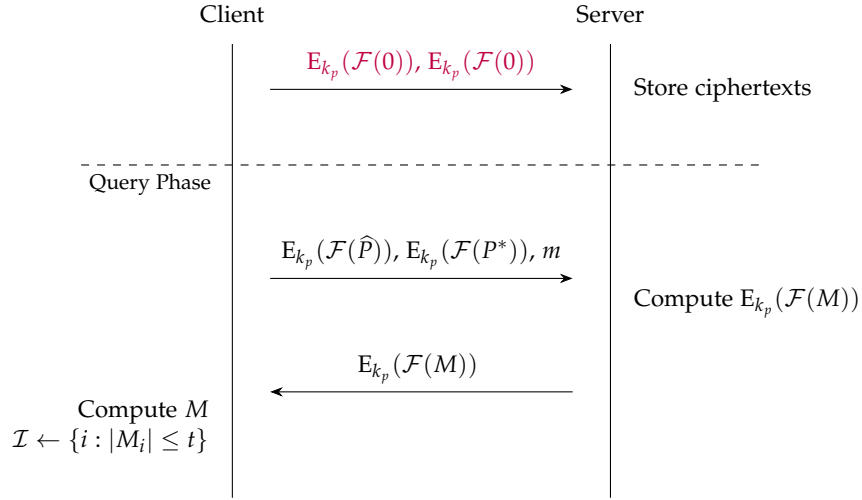 Client Server
E_{k_p}(ℱ(0)), E_{k_p}(ℱ(0))
Store ciphertexts
Query Phase
E_{k_p}(ℱ(P̂)), E_{k_p}(ℱ(P*)), m
Compute E_{k_p}(ℱ(M))
E_{k_p}(ℱ(M))
Compute M
ℐ ← {i : |M_i| ≤ t}